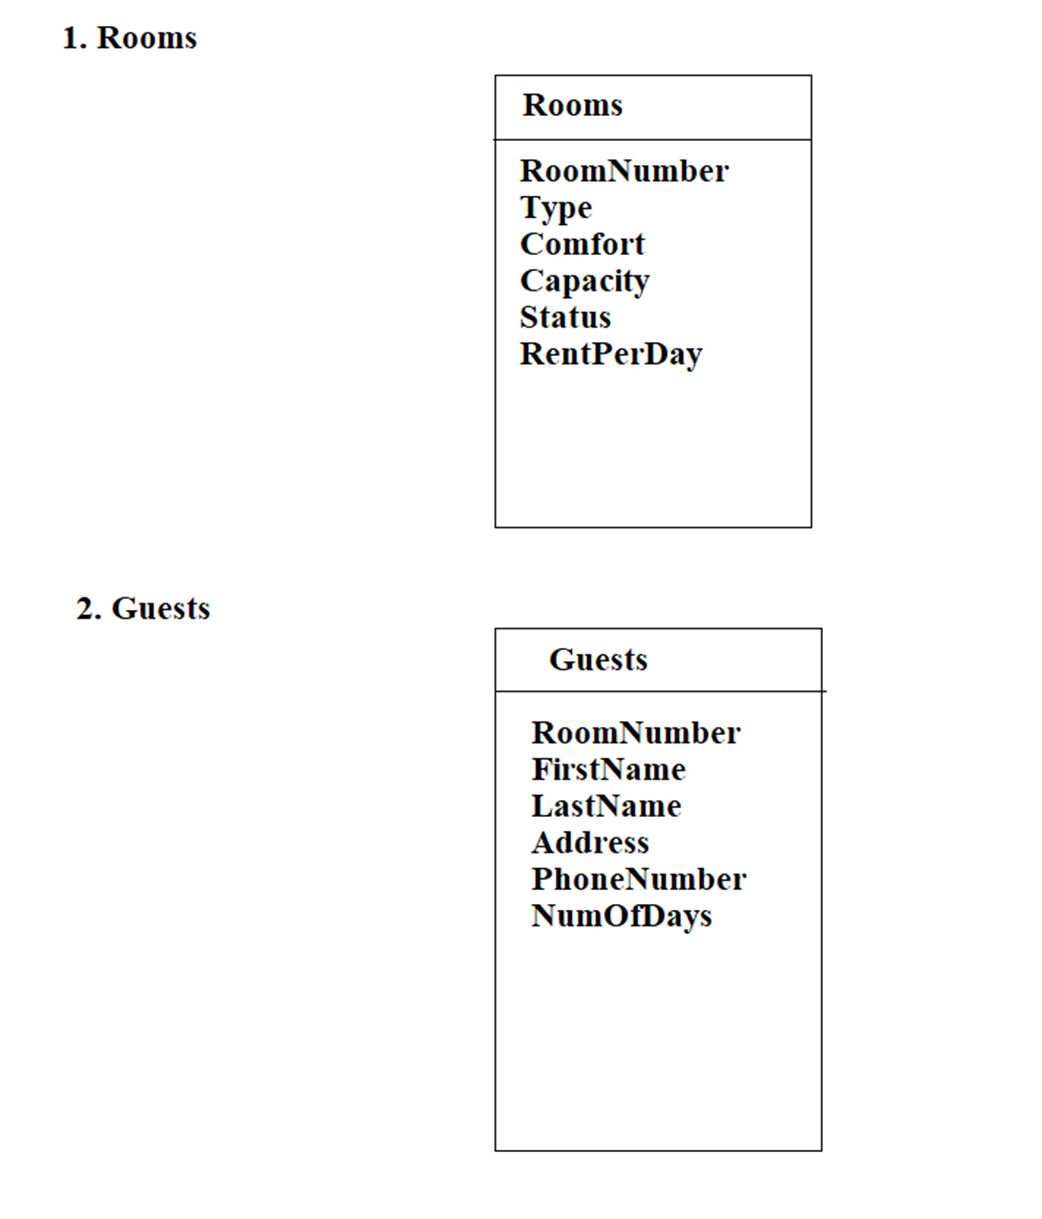 1. Rooms
Rooms
RoomNumber
Type
Comfort
Capacity
Status
RentPerDay
2. Guests
Guests
RoomNumber
FirstName
LastName
Address
PhoneNumber
NumOfDays